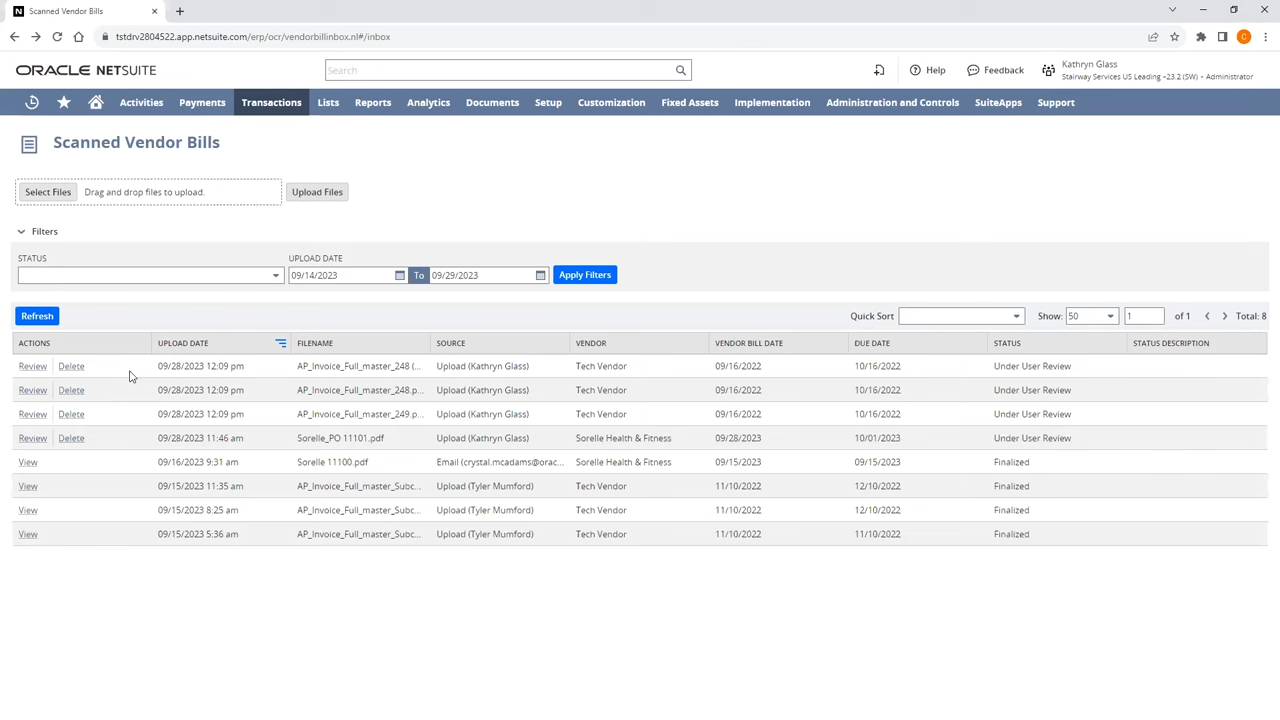 Scanned Vendor Bills
tstdrv2804522.app.netsuite.com/erp/ocr/vendorbillinbox.nl#/inbox
C
ORACLE NETSUITE
Search
Help
Feedback
Kathryn Glass
Stairway Services US Leading ~23.2 (SW) – Administrator
Activities Payments Transactions Lists Reports Analytics Documents Setup Customization Fixed Assets Implementation Administration and Controls SuiteApps Support
Scanned Vendor Bills
Select Files Drag and drop files to upload. Upload Files
Filters
STATUS UPLOAD DATE
09/14/2023 To 09/29/2023 Apply Filters
Refresh Quick Sort Show: 50 1 of 1 Total: 8
ACTIONS UPLOAD DATE FILENAME SOURCE VENDOR VENDOR BILL DATE DUE DATE STATUS STATUS DESCRIPTION
Review Delete 09/28/2023 12:09 pm AP_Invoice_Full_master_248 (... Upload (Kathryn Glass) Tech Vendor 09/16/2022 10/16/2022 Under User Review
Review Delete 09/28/2023 12:09 pm AP_Invoice_Full_master_248.p... Upload (Kathryn Glass) Tech Vendor 09/16/2022 10/16/2022 Under User Review
Review Delete 09/28/2023 12:09 pm AP_Invoice_Full_master_249.p... Upload (Kathryn Glass) Tech Vendor 09/16/2022 10/16/2022 Under User Review
Review Delete 09/28/2023 11:46 am Sorelle_PO 11101.pdf Upload (Kathryn Glass) Sorelle Health & Fitness 09/28/2023 10/01/2023 Under User Review
View 09/16/2023 9:31 am Sorelle 11100.pdf Email (crystal.mcadams@orac... Sorelle Health & Fitness 09/15/2023 09/15/2023 Finalized
View 09/15/2023 11:35 am AP_Invoice_Full_master_Subc... Upload (Tyler Mumford) Tech Vendor 11/10/2022 12/10/2022 Finalized
View 09/15/2023 8:25 am AP_Invoice_Full_master_Subc... Upload (Tyler Mumford) Tech Vendor 11/10/2022 12/10/2022 Finalized
View 09/15/2023 5:36 am AP_Invoice_Full_master_Subc... Upload (Tyler Mumford) Tech Vendor 11/10/2022 11/10/2022 Finalized